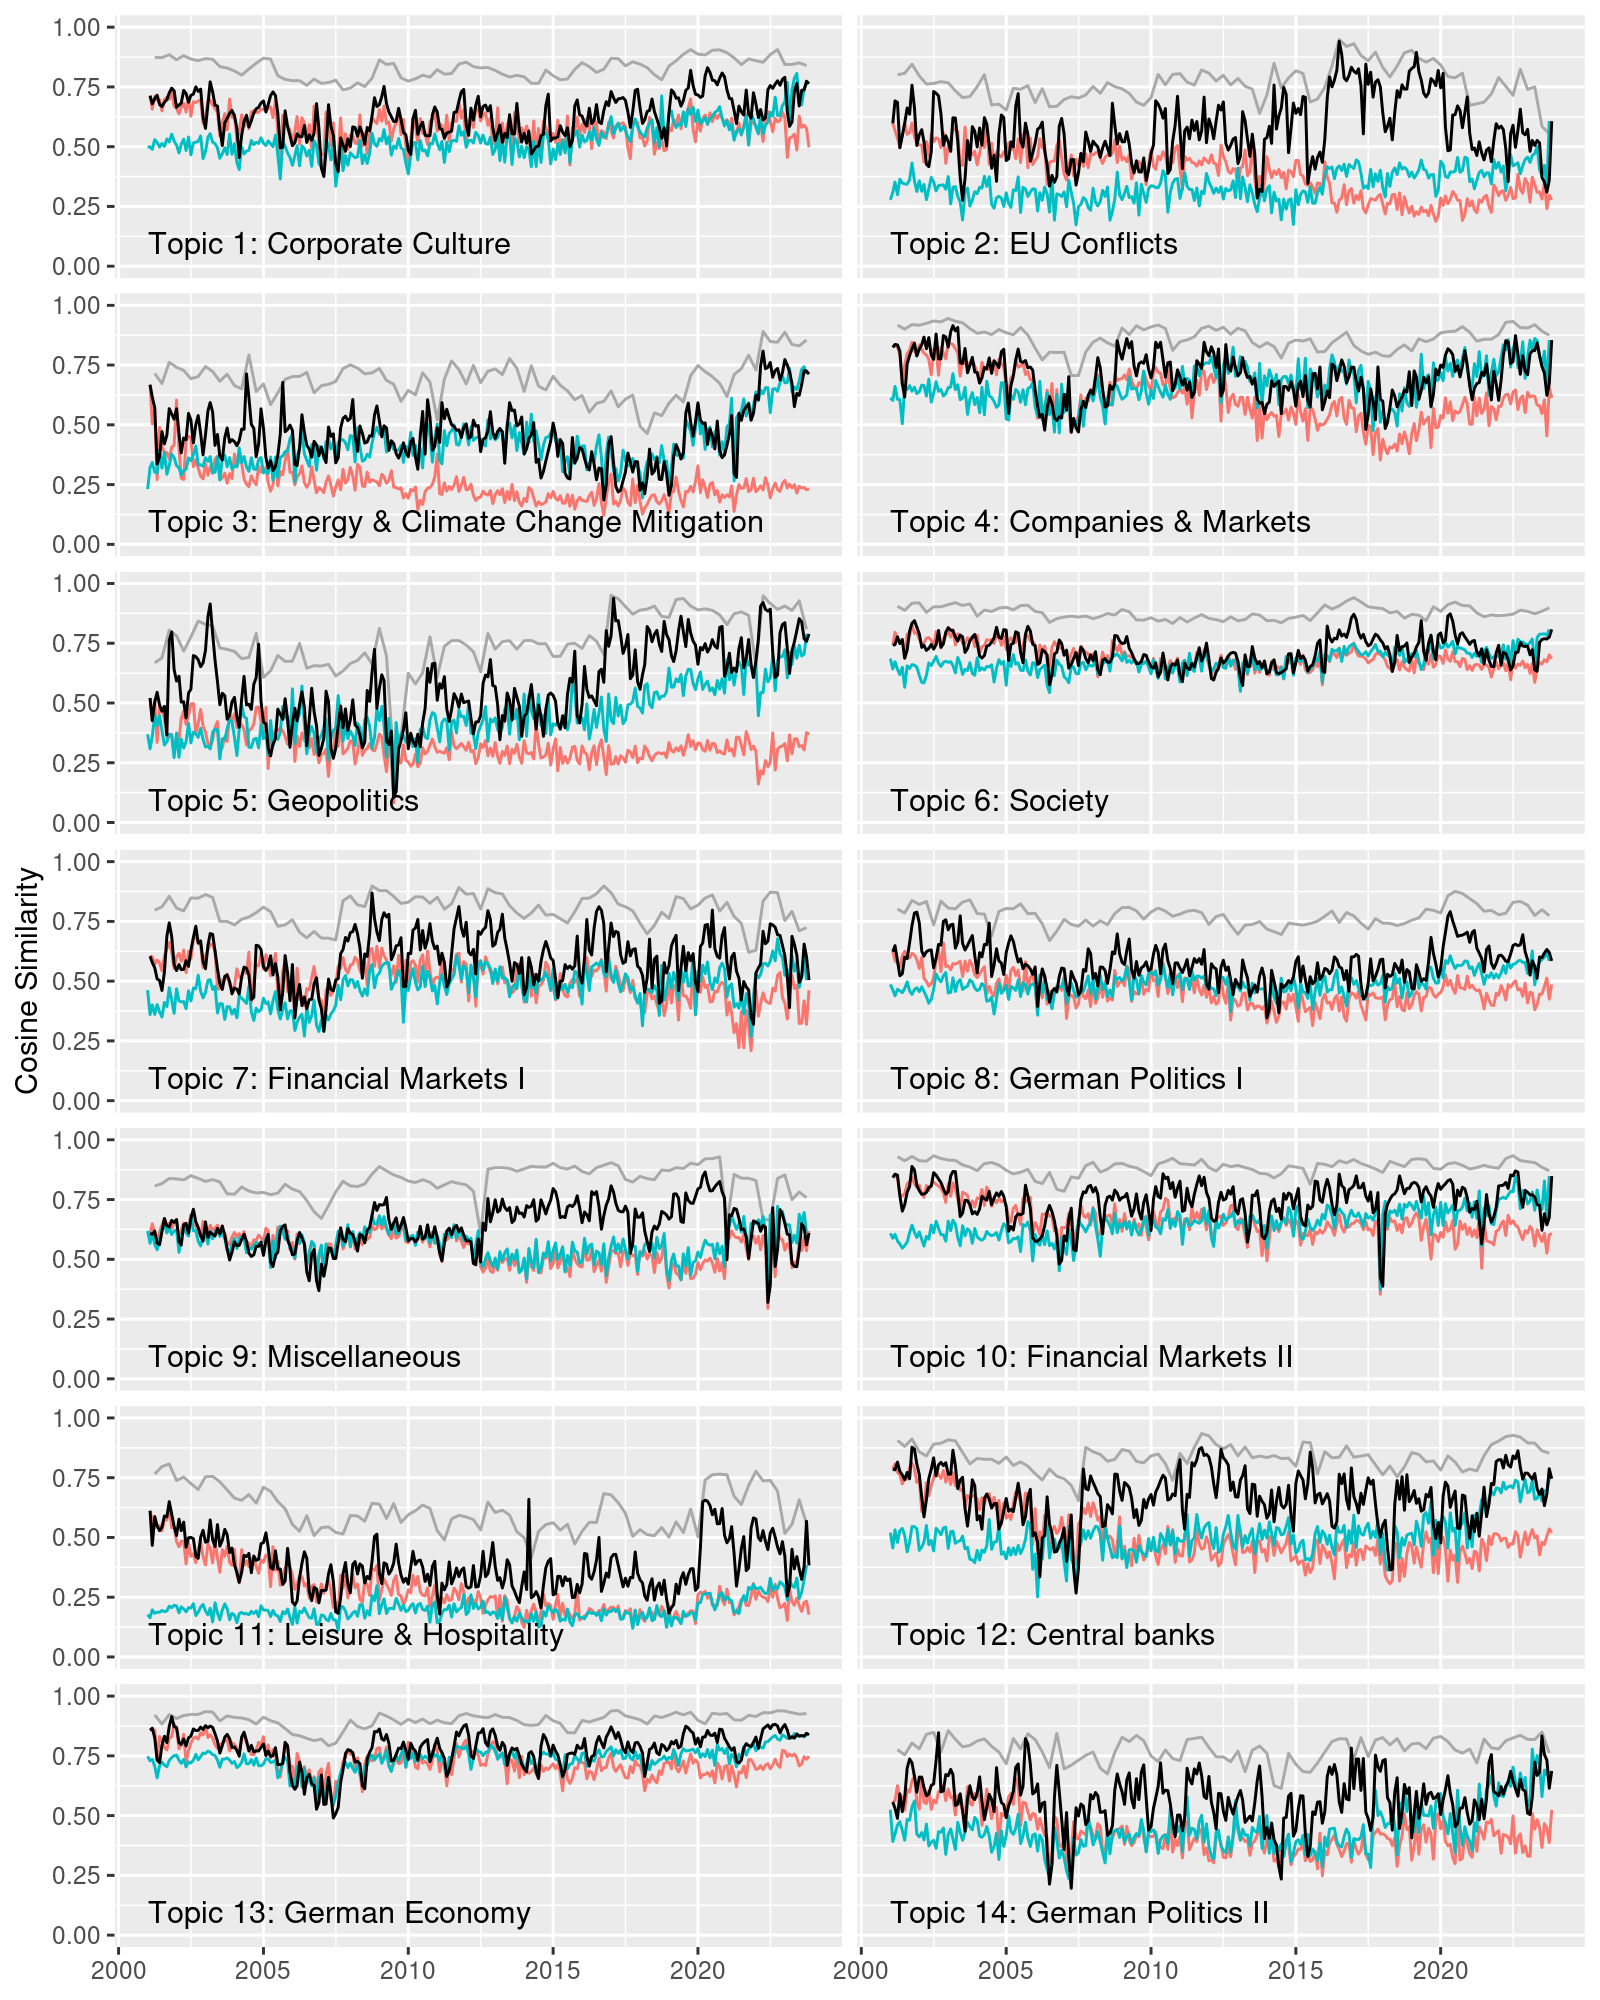 1.00
0.75
0.50
0.25
0.00
Topic 1: Corporate Culture
Topic 2: EU Conflicts
1.00
0.75
0.50
0.25
0.00
Topic 3: Energy & Climate Change Mitigation
Topic 4: Companies & Markets
1.00
0.75
0.50
0.25
0.00
Topic 5: Geopolitics
Topic 6: Society
Cosine Similarity
1.00
0.75
0.50
0.25
0.00
Topic 7: Financial Markets I
Topic 8: German Politics I
1.00
0.75
0.50
0.25
0.00
Topic 9: Miscellaneous
Topic 10: Financial Markets II
1.00
0.75
0.50
0.25
0.00
Topic 11: Leisure & Hospitality
Topic 12: Central banks
1.00
0.75
0.50
0.25
0.00
Topic 13: German Economy
Topic 14: German Politics II
2000 2005 2010 2015 2020 2000 2005 2010 2015 2020